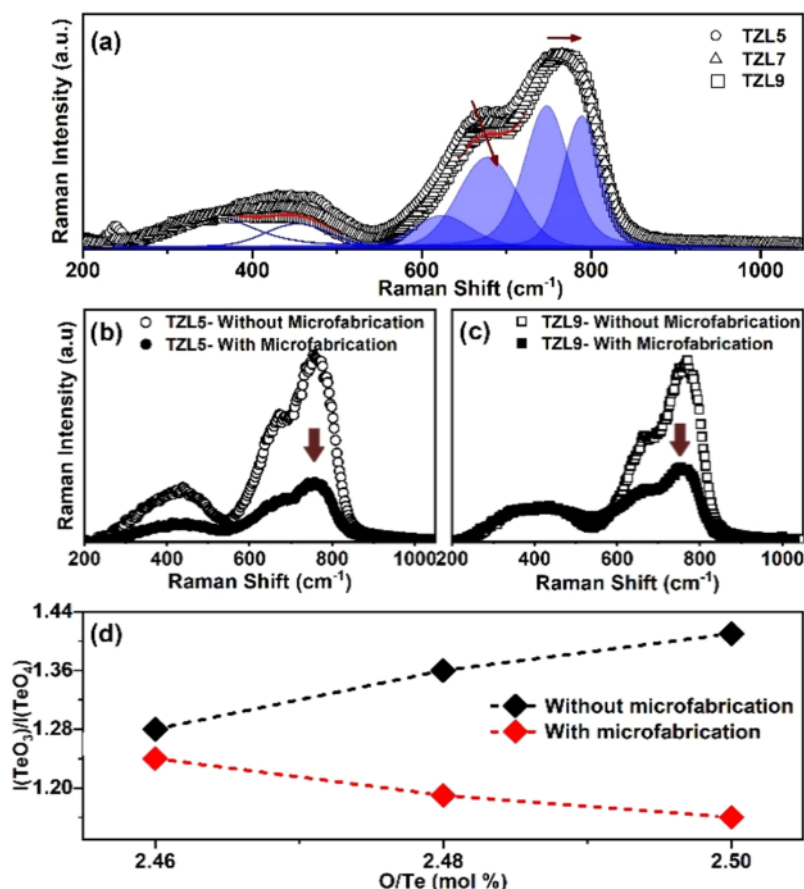 (a)
TZL5
TZL7
TZL9
Raman Intensity (a.u.)
200 400 600 800 1000
Raman Shift (cm⁻¹)
(b)
TZL5- Without Microfabrication
TZL5- With Microfabrication
Raman Intensity (a.u)
200 400 600 800 1000
Raman Shift (cm⁻¹)
(c)
TZL9- Without Microfabrication
TZL9- With Microfabrication
200 400 600 800 1000
Raman Shift (cm⁻¹)
(d)
I(TeO₃)/I(TeO₄)
1.44
1.36
1.28
1.20
Without microfabrication
With microfabrication
2.46 2.48 2.50
O/Te (mol %)